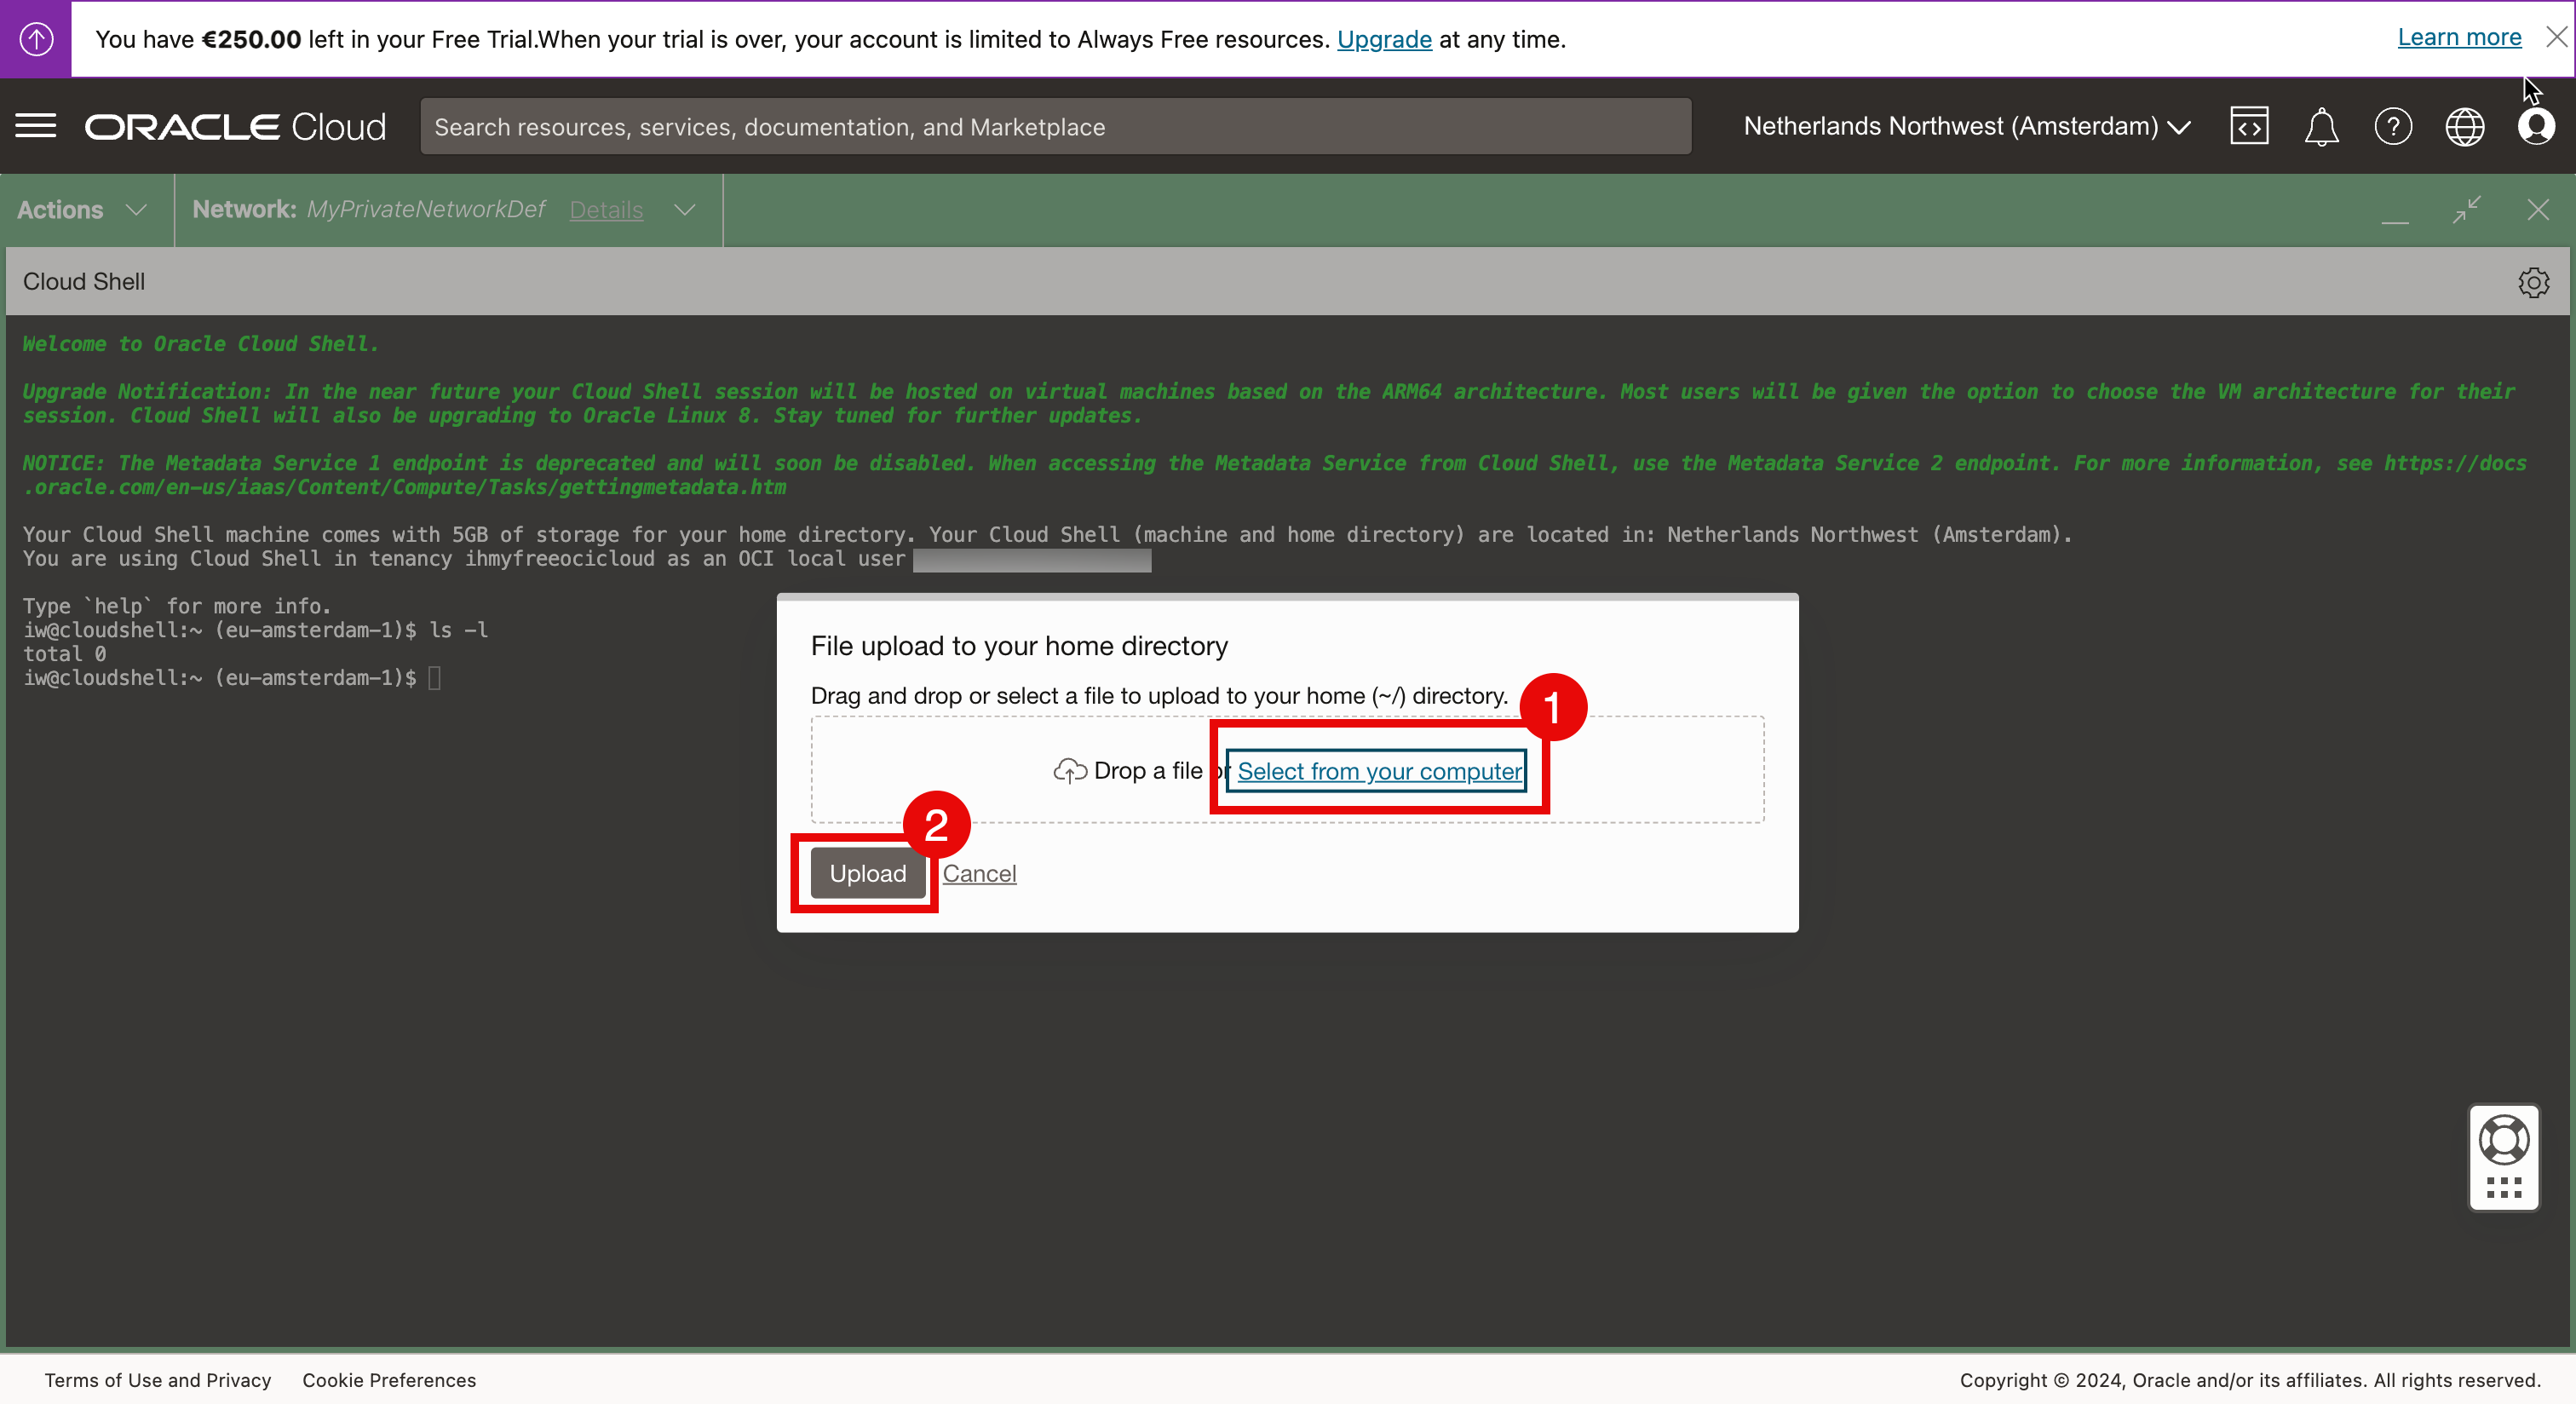 You have €250.00 left in your Free Trial.When your trial is over, your account is limited to Always Free resources. Upgrade at any time.
Learn more
ORACLE Cloud
Search resources, services, documentation, and Marketplace
Netherlands Northwest (Amsterdam)
Actions
Network: MyPrivateNetworkDef Details
Cloud Shell
Welcome to Oracle Cloud Shell.
Upgrade Notification: In the near future your Cloud Shell session will be hosted on virtual machines based on the ARM64 architecture. Most users will be given the option to choose the VM architecture for their
session. Cloud Shell will also be upgrading to Oracle Linux 8. Stay tuned for further updates.
NOTICE: The Metadata Service 1 endpoint is deprecated and will soon be disabled. When accessing the Metadata Service from Cloud Shell, use the Metadata Service 2 endpoint. For more information, see https://docs
.oracle.com/en-us/iaas/Content/Compute/Tasks/gettingmetadata.htm
Your Cloud Shell machine comes with 5GB of storage for your home directory. Your Cloud Shell (machine and home directory) are located in: Netherlands Northwest (Amsterdam).
You are using Cloud Shell in tenancy ihmyfreeocicloud as an OCI local user
Type `help` for more info.
iw@cloudshell:~ (eu-amsterdam-1)$ ls -l
total 0
iw@cloudshell:~ (eu-amsterdam-1)$
File upload to your home directory
Drag and drop or select a file to upload to your home (~/) directory.
1
Drop a file or Select from your computer
2
Upload
Cancel
Terms of Use and Privacy
Cookie Preferences
Copyright © 2024, Oracle and/or its affiliates. All rights reserved.